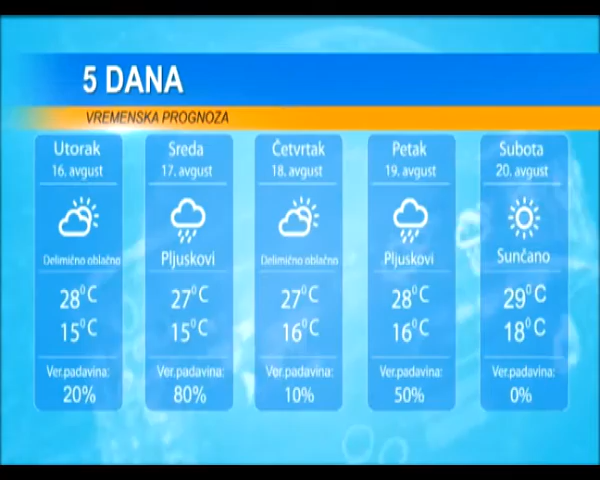 5 DANA
VREMENSKA PROGNOZA
Utorak
16. avgust
Delimično oblačno
28°C
15°C
Ver.padavina:
20%
Sreda
17. avgust
Pljuskovi
27°C
15°C
Ver.padavina:
80%
Četvrtak
18. avgust
Delimično oblačno
27°C
16°C
Ver.padavina:
10%
Petak
19. avgust
Pljuskovi
28°C
16°C
Ver.padavina:
50%
Subota
20. avgust
Sunčano
29°C
18°C
Ver.padavina:
0%